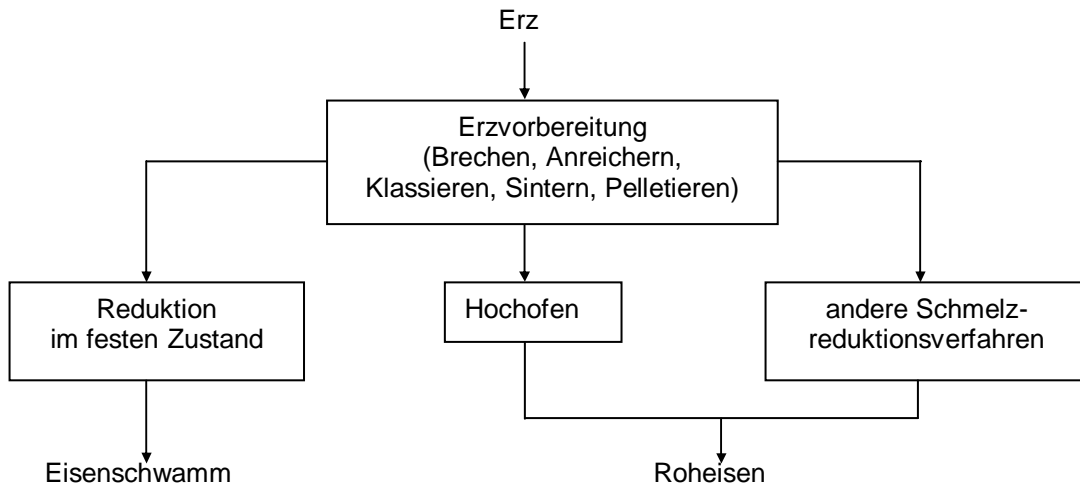 Erz
Erzvorbereitung
(Brechen, Anreichern,
Klassieren, Sintern, Pelletieren)
Reduktion
im festen Zustand
Hochofen
andere Schmelz-
reduktionsverfahren
Eisenschwamm
Roheisen